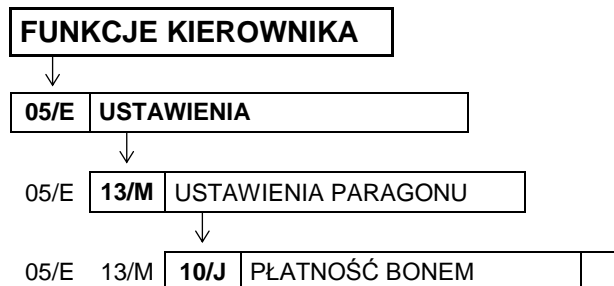 FUNKCJE KIEROWNIKA
05/E USTAWIENIA
05/E 13/M USTAWIENIA PARAGONU
05/E 13/M 10/J PŁATNOŚĆ BONEM